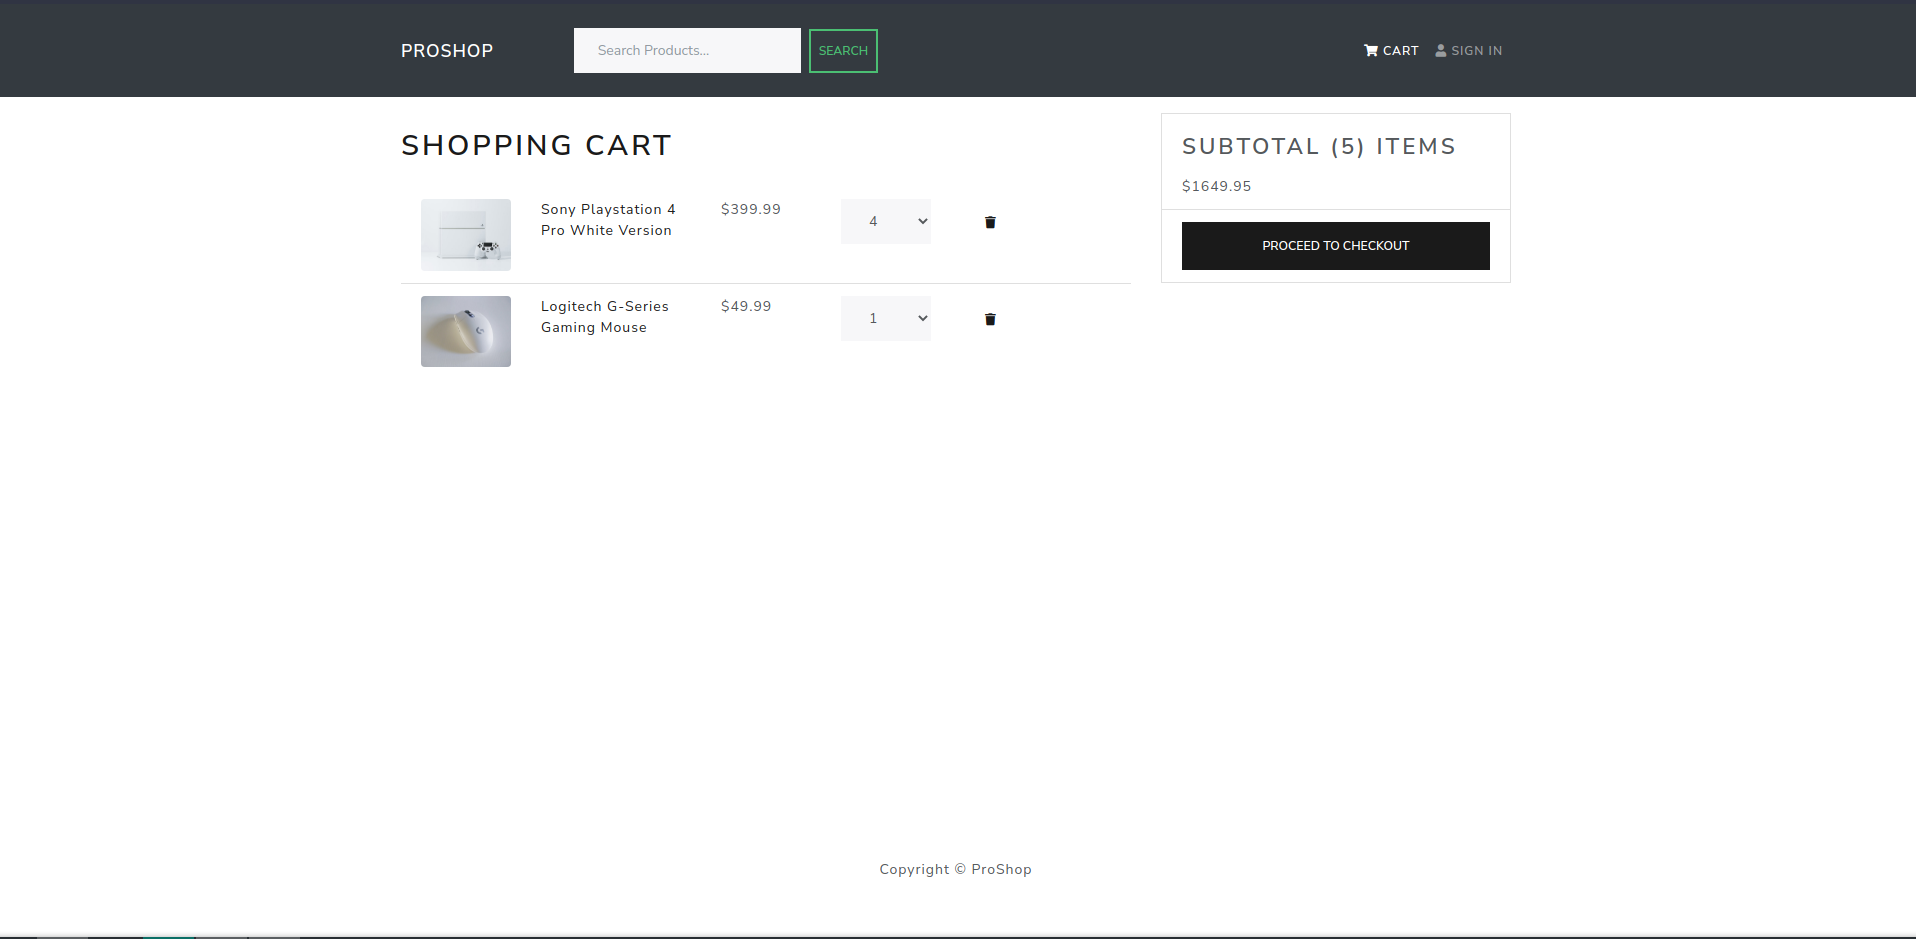 PROSHOP
Search Products...
SEARCH
CART
SIGN IN
SHOPPING CART
Sony Playstation 4
Pro White Version
$399.99
4
Logitech G-Series
Gaming Mouse
$49.99
1
SUBTOTAL (5) ITEMS
$1649.95
PROCEED TO CHECKOUT
Copyright © ProShop